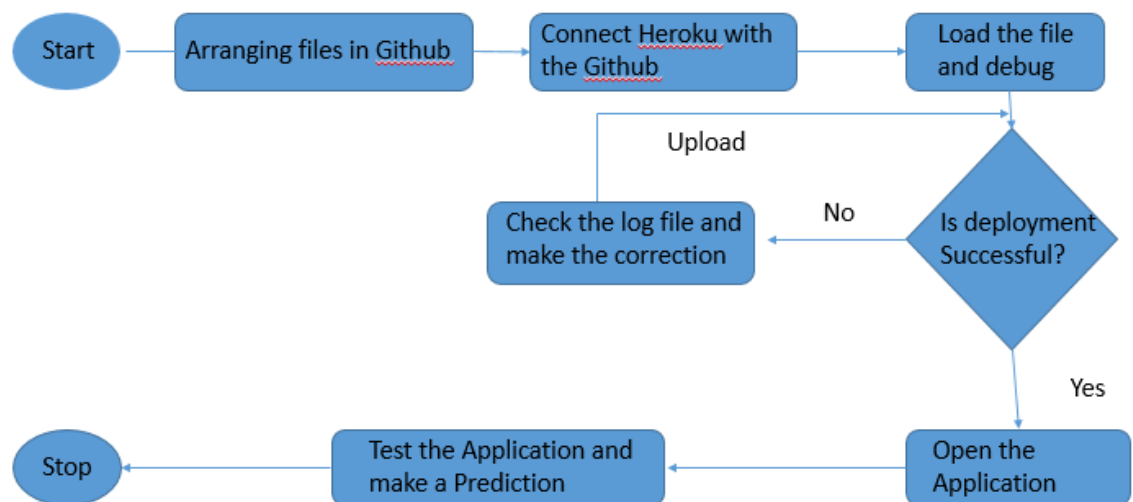 Start
Arranging files in Github
Connect Heroku with
the Github
Load the file
and debug
Upload
Is deployment
Successful?
No
Check the log file and
make the correction
Yes
Open the
Application
Test the Application and
make a Prediction
Stop